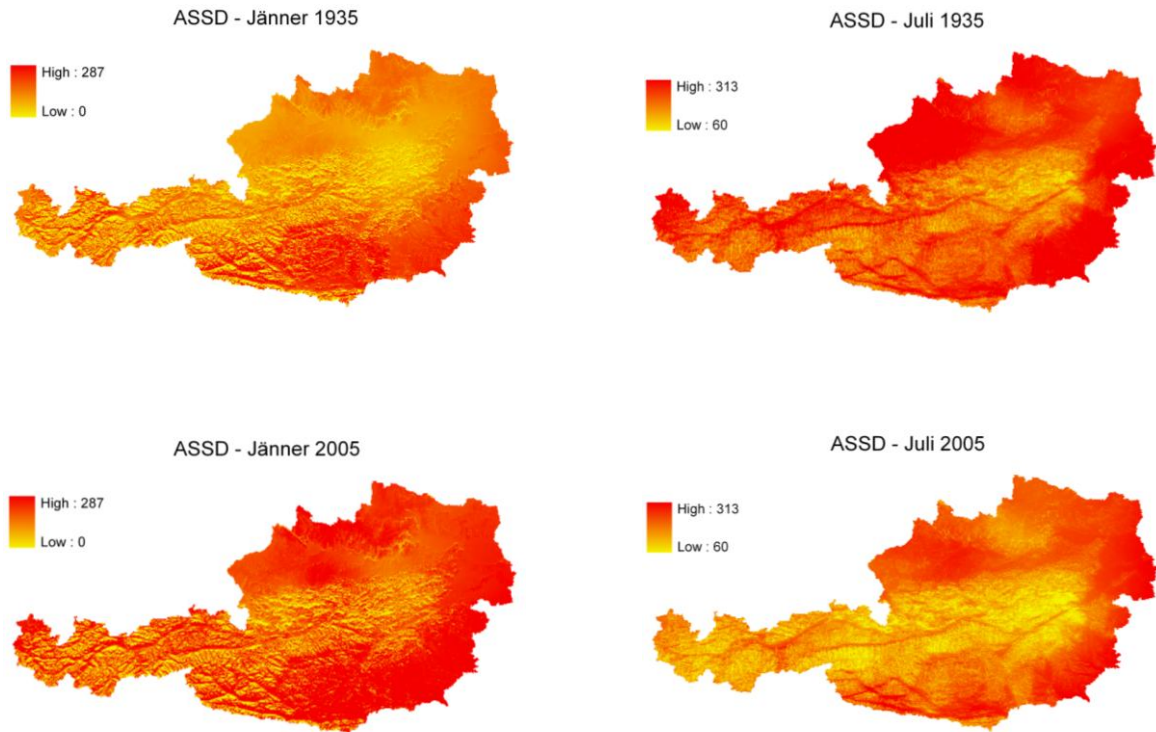 ASSD - Jänner 1935
High : 287
Low : 0
ASSD - Juli 1935
High : 313
Low : 60
ASSD - Jänner 2005
High : 287
Low : 0
ASSD - Juli 2005
High : 313
Low : 60